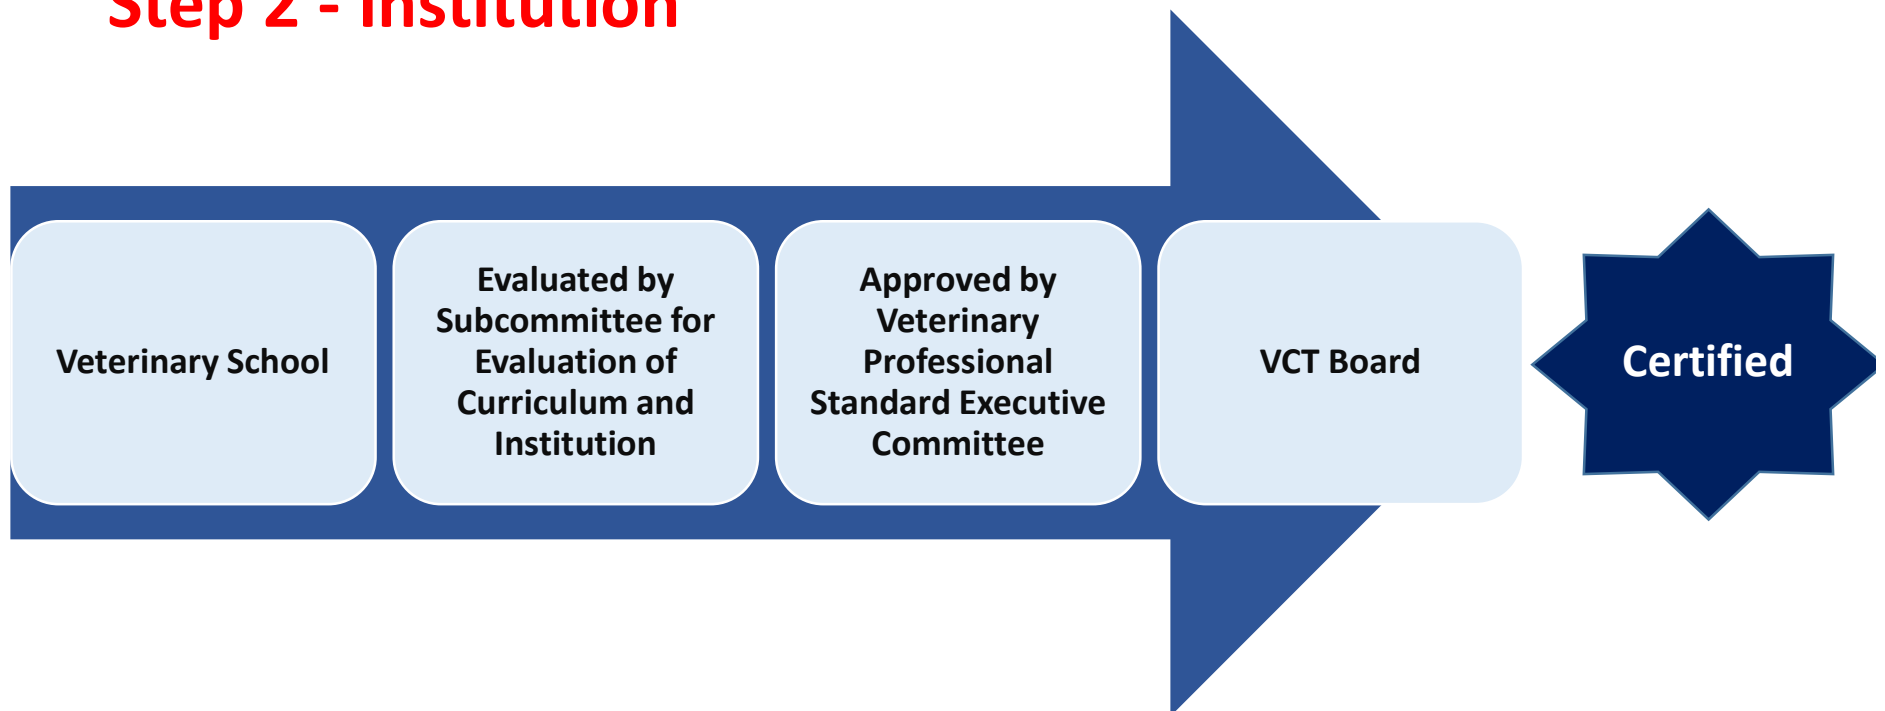 Step 2 - Institution
Veterinary School
Evaluated by
Subcommittee for
Evaluation of
Curriculum and
Institution
Approved by
Veterinary
Professional
Standard Executive
Committee
VCT Board
Certified